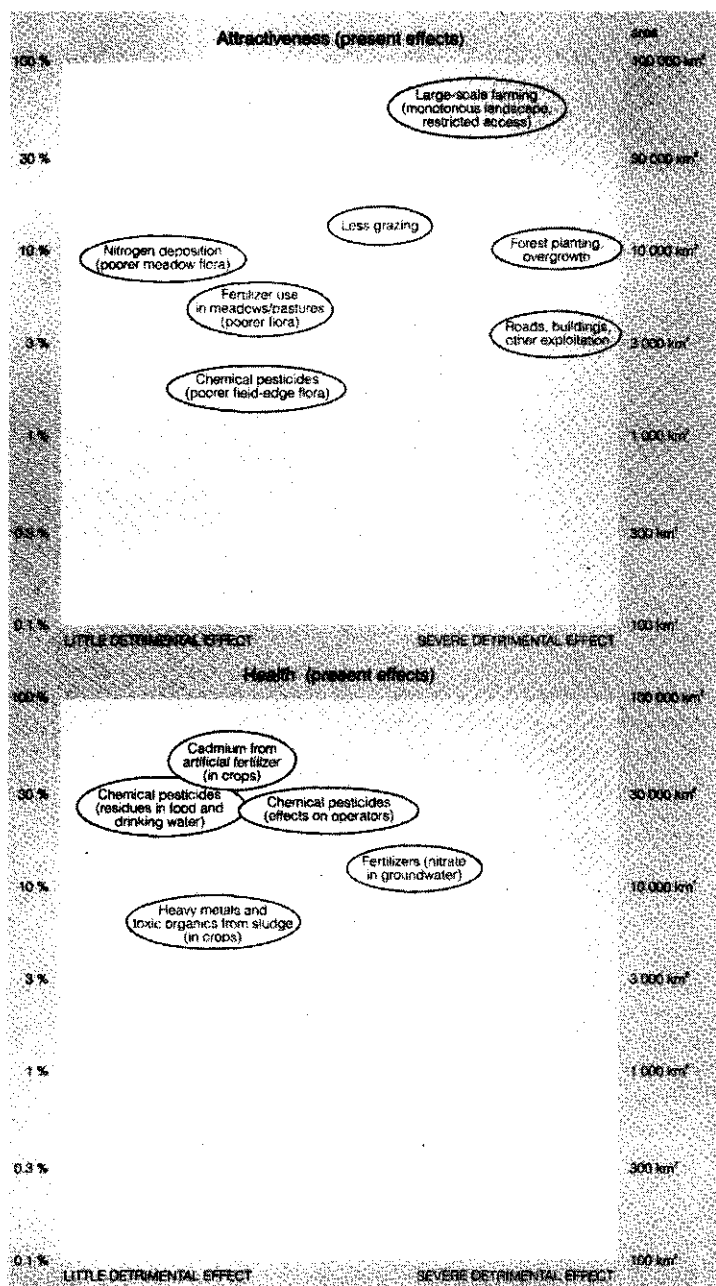 Attractiveness (present effects)
area
100 %
100 000 km²
Large-scale farming
(monotonous landscape,
restricted access)
30 %
30 000 km²
Less grazing
10 %
Nitrogen deposition
(poorer meadow flora)
Forest planting,
overgrowth
10 000 km²
Fertilizer use
in meadows/pastures
(poorer flora)
Roads, buildings,
other exploitation
3 %
3 000 km²
Chemical pesticides
(poorer field-edge flora)
1 %
1 000 km²
0.3 %
300 km²
0.1 %
100 km²
LITTLE DETRIMENTAL EFFECT
SEVERE DETRIMENTAL EFFECT
Health (present effects)
100 %
100 000 km²
Cadmium from
artificial fertilizer
(in crops)
30 %
30 000 km²
Chemical pesticides
(residues in food and
drinking water)
Chemical pesticides
(effects on operators)
Fertilizers (nitrate
in groundwater)
10 %
10 000 km²
Heavy metals and
toxic organics from sludge
(in crops)
3 %
3 000 km²
1 %
1 000 km²
0.3 %
300 km²
0.1 %
100 km²
LITTLE DETRIMENTAL EFFECT
SEVERE DETRIMENTAL EFFECT